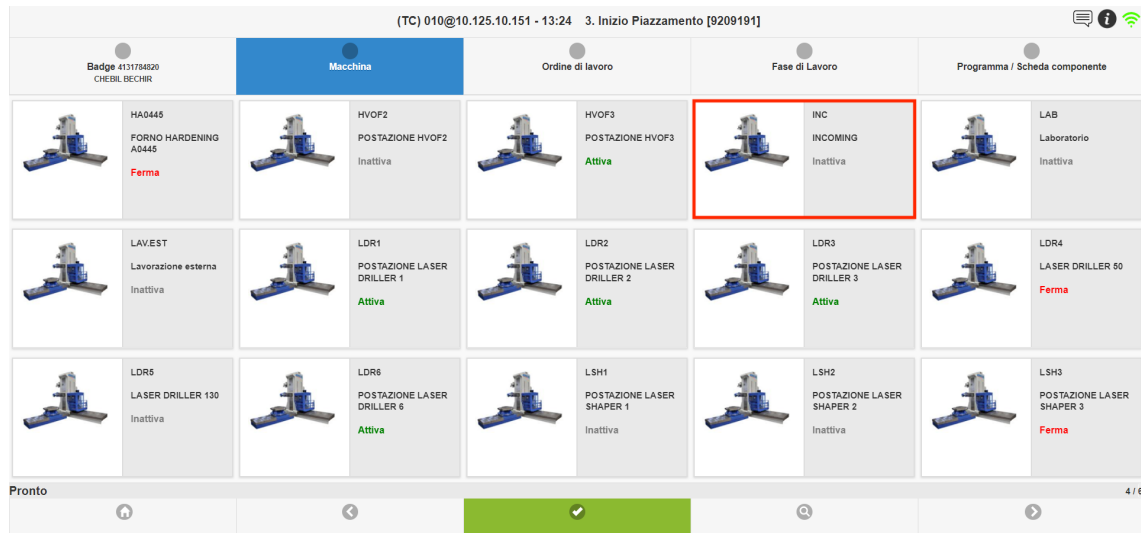 (TC) 010@10.125.10.151 - 13:24 3. Inizio Piazzamento [9209191]
Badge 4131784820
CHEBIL BECHIR
Macchina
Ordine di lavoro
Fase di Lavoro
Programma / Scheda componente
HA0445
FORNO HARDENING
A0445
Ferma
HVOF2
POSTAZIONE HVOF2
Inattiva
HVOF3
POSTAZIONE HVOF3
Attiva
INC
INCOMING
Inattiva
LAB
Laboratorio
Inattiva
LAV.EST
Lavorazione esterna
Inattiva
LDR1
POSTAZIONE LASER
DRILLER 1
Attiva
LDR2
POSTAZIONE LASER
DRILLER 2
Attiva
LDR3
POSTAZIONE LASER
DRILLER 3
Attiva
LDR4
LASER DRILLER 50
Ferma
LDR5
LASER DRILLER 130
Inattiva
LDR6
POSTAZIONE LASER
DRILLER 6
Attiva
LSH1
POSTAZIONE LASER
SHAPER 1
Inattiva
LSH2
POSTAZIONE LASER
SHAPER 2
Inattiva
LSH3
POSTAZIONE LASER
SHAPER 3
Ferma
Pronto
4 / 6